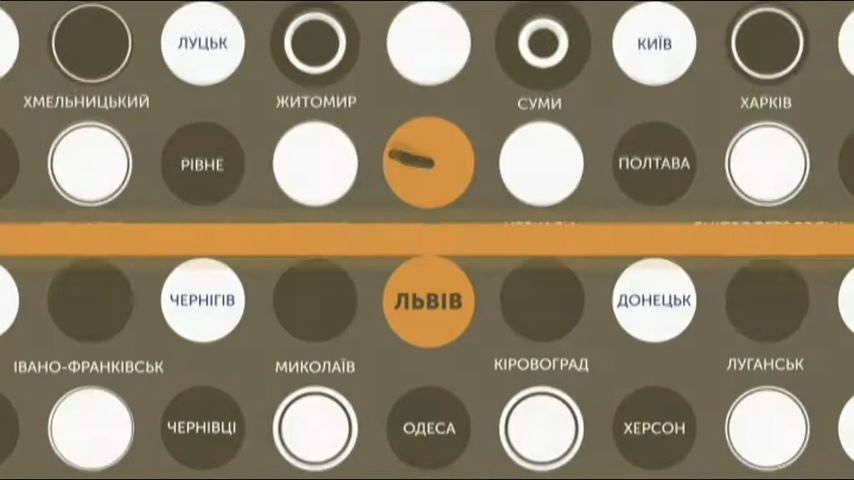 ЛУЦЬК
КИЇВ
ХМЕЛЬНИЦЬКИЙ
ЖИТОМИР
СУМИ
ХАРКІВ
РІВНЕ
ПОЛТАВА
ЧЕРНІГІВ
ЛЬВІВ
ДОНЕЦЬК
ІВАНО-ФРАНКІВСЬК
МИКОЛАЇВ
КІРОВОГРАД
ЛУГАНСЬК
ЧЕРНІВЦІ
ОДЕСА
ХЕРСОН